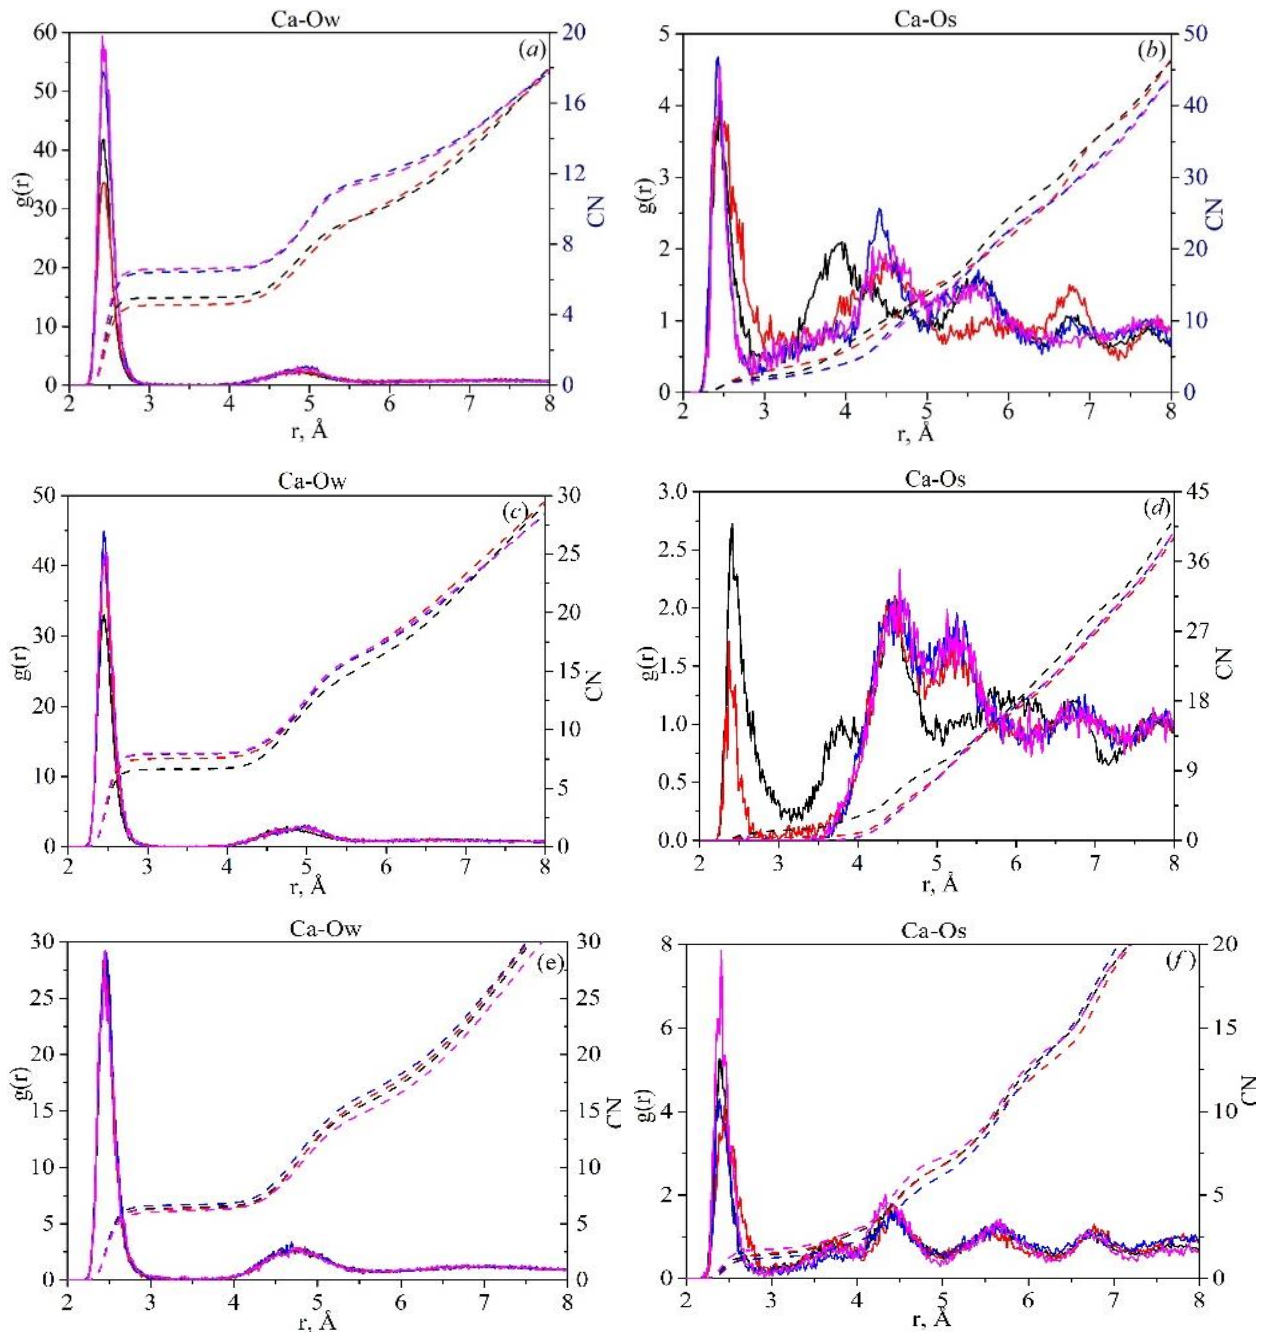 Ca-Ow
(a)
60
50
40
30
20
10
0
g(r)
20
16
12
8
4
0
CN
2 3 4 5 6 7 8
r, Å
Ca-Os
(b)
5
4
3
2
1
0
g(r)
50
40
30
20
10
0
CN
2 3 4 5 6 7 8
r, Å
Ca-Ow
(c)
50
40
30
20
10
0
g(r)
30
25
20
15
10
5
0
CN
2 3 4 5 6 7 8
r, Å
Ca-Os
(d)
3.0
2.5
2.0
1.5
1.0
0.5
0.0
g(r)
45
36
27
18
9
0
CN
2 3 4 5 6 7 8
r, Å
Ca-Ow
(e)
30
25
20
15
10
5
0
g(r)
30
25
20
15
10
5
0
CN
2 3 4 5 6 7 8
r, Å
Ca-Os
(f)
8
6
4
2
0
g(r)
20
15
10
5
0
CN
2 3 4 5 6 7 8
r, Å